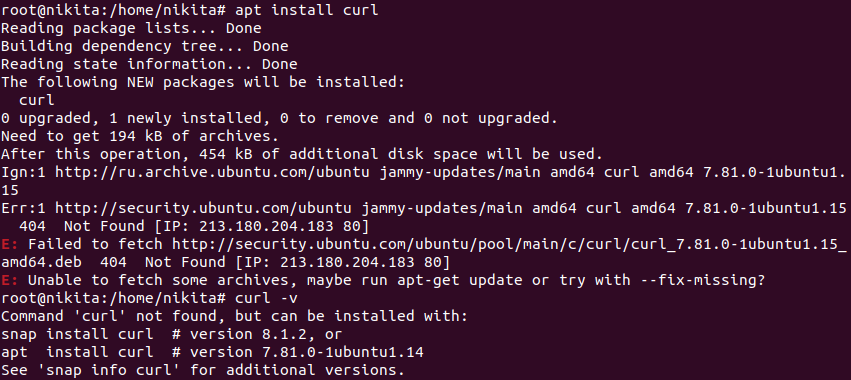 root@nikita:/home/nikita# apt install curl
Reading package lists... Done
Building dependency tree... Done
Reading state information... Done
The following NEW packages will be installed:
  curl
0 upgraded, 1 newly installed, 0 to remove and 0 not upgraded.
Need to get 194 kB of archives.
After this operation, 454 kB of additional disk space will be used.
Ign:1 http://ru.archive.ubuntu.com/ubuntu jammy-updates/main amd64 curl amd64 7.81.0-1ubuntu1.
15
Err:1 http://security.ubuntu.com/ubuntu jammy-updates/main amd64 curl amd64 7.81.0-1ubuntu1.15
  404  Not Found [IP: 213.180.204.183 80]
E: Failed to fetch http://security.ubuntu.com/ubuntu/pool/main/c/curl/curl_7.81.0-1ubuntu1.15_
amd64.deb  404  Not Found [IP: 213.180.204.183 80]
E: Unable to fetch some archives, maybe run apt-get update or try with --fix-missing?
root@nikita:/home/nikita# curl -v
Command 'curl' not found, but can be installed with:
snap install curl  # version 8.1.2, or
apt  install curl  # version 7.81.0-1ubuntu1.14
See 'snap info curl' for additional versions.